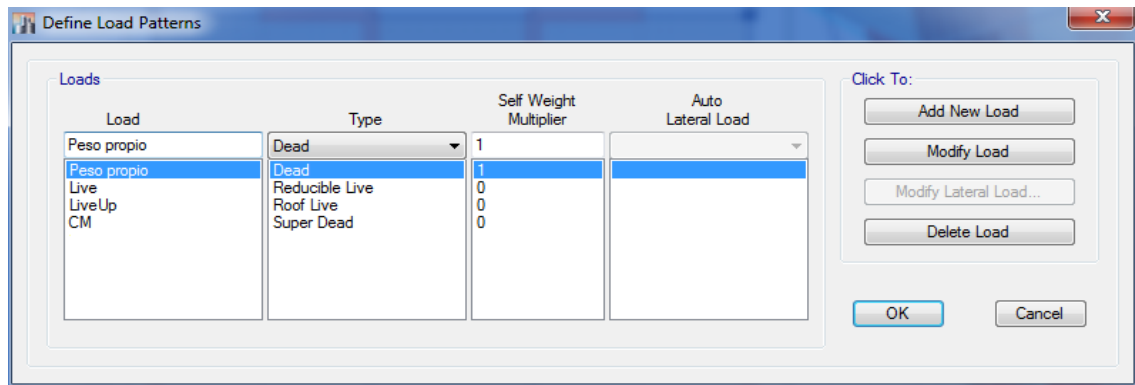 Define Load Patterns
Loads
Click To:
Load
Type
Self Weight
Multiplier
Auto
Lateral Load
Peso propio Dead 1
Peso propio Dead 1
Live Reducible Live 0
LiveUp Roof Live 0
CM Super Dead 0
Add New Load
Modify Load
Modify Lateral Load...
Delete Load
OK
Cancel